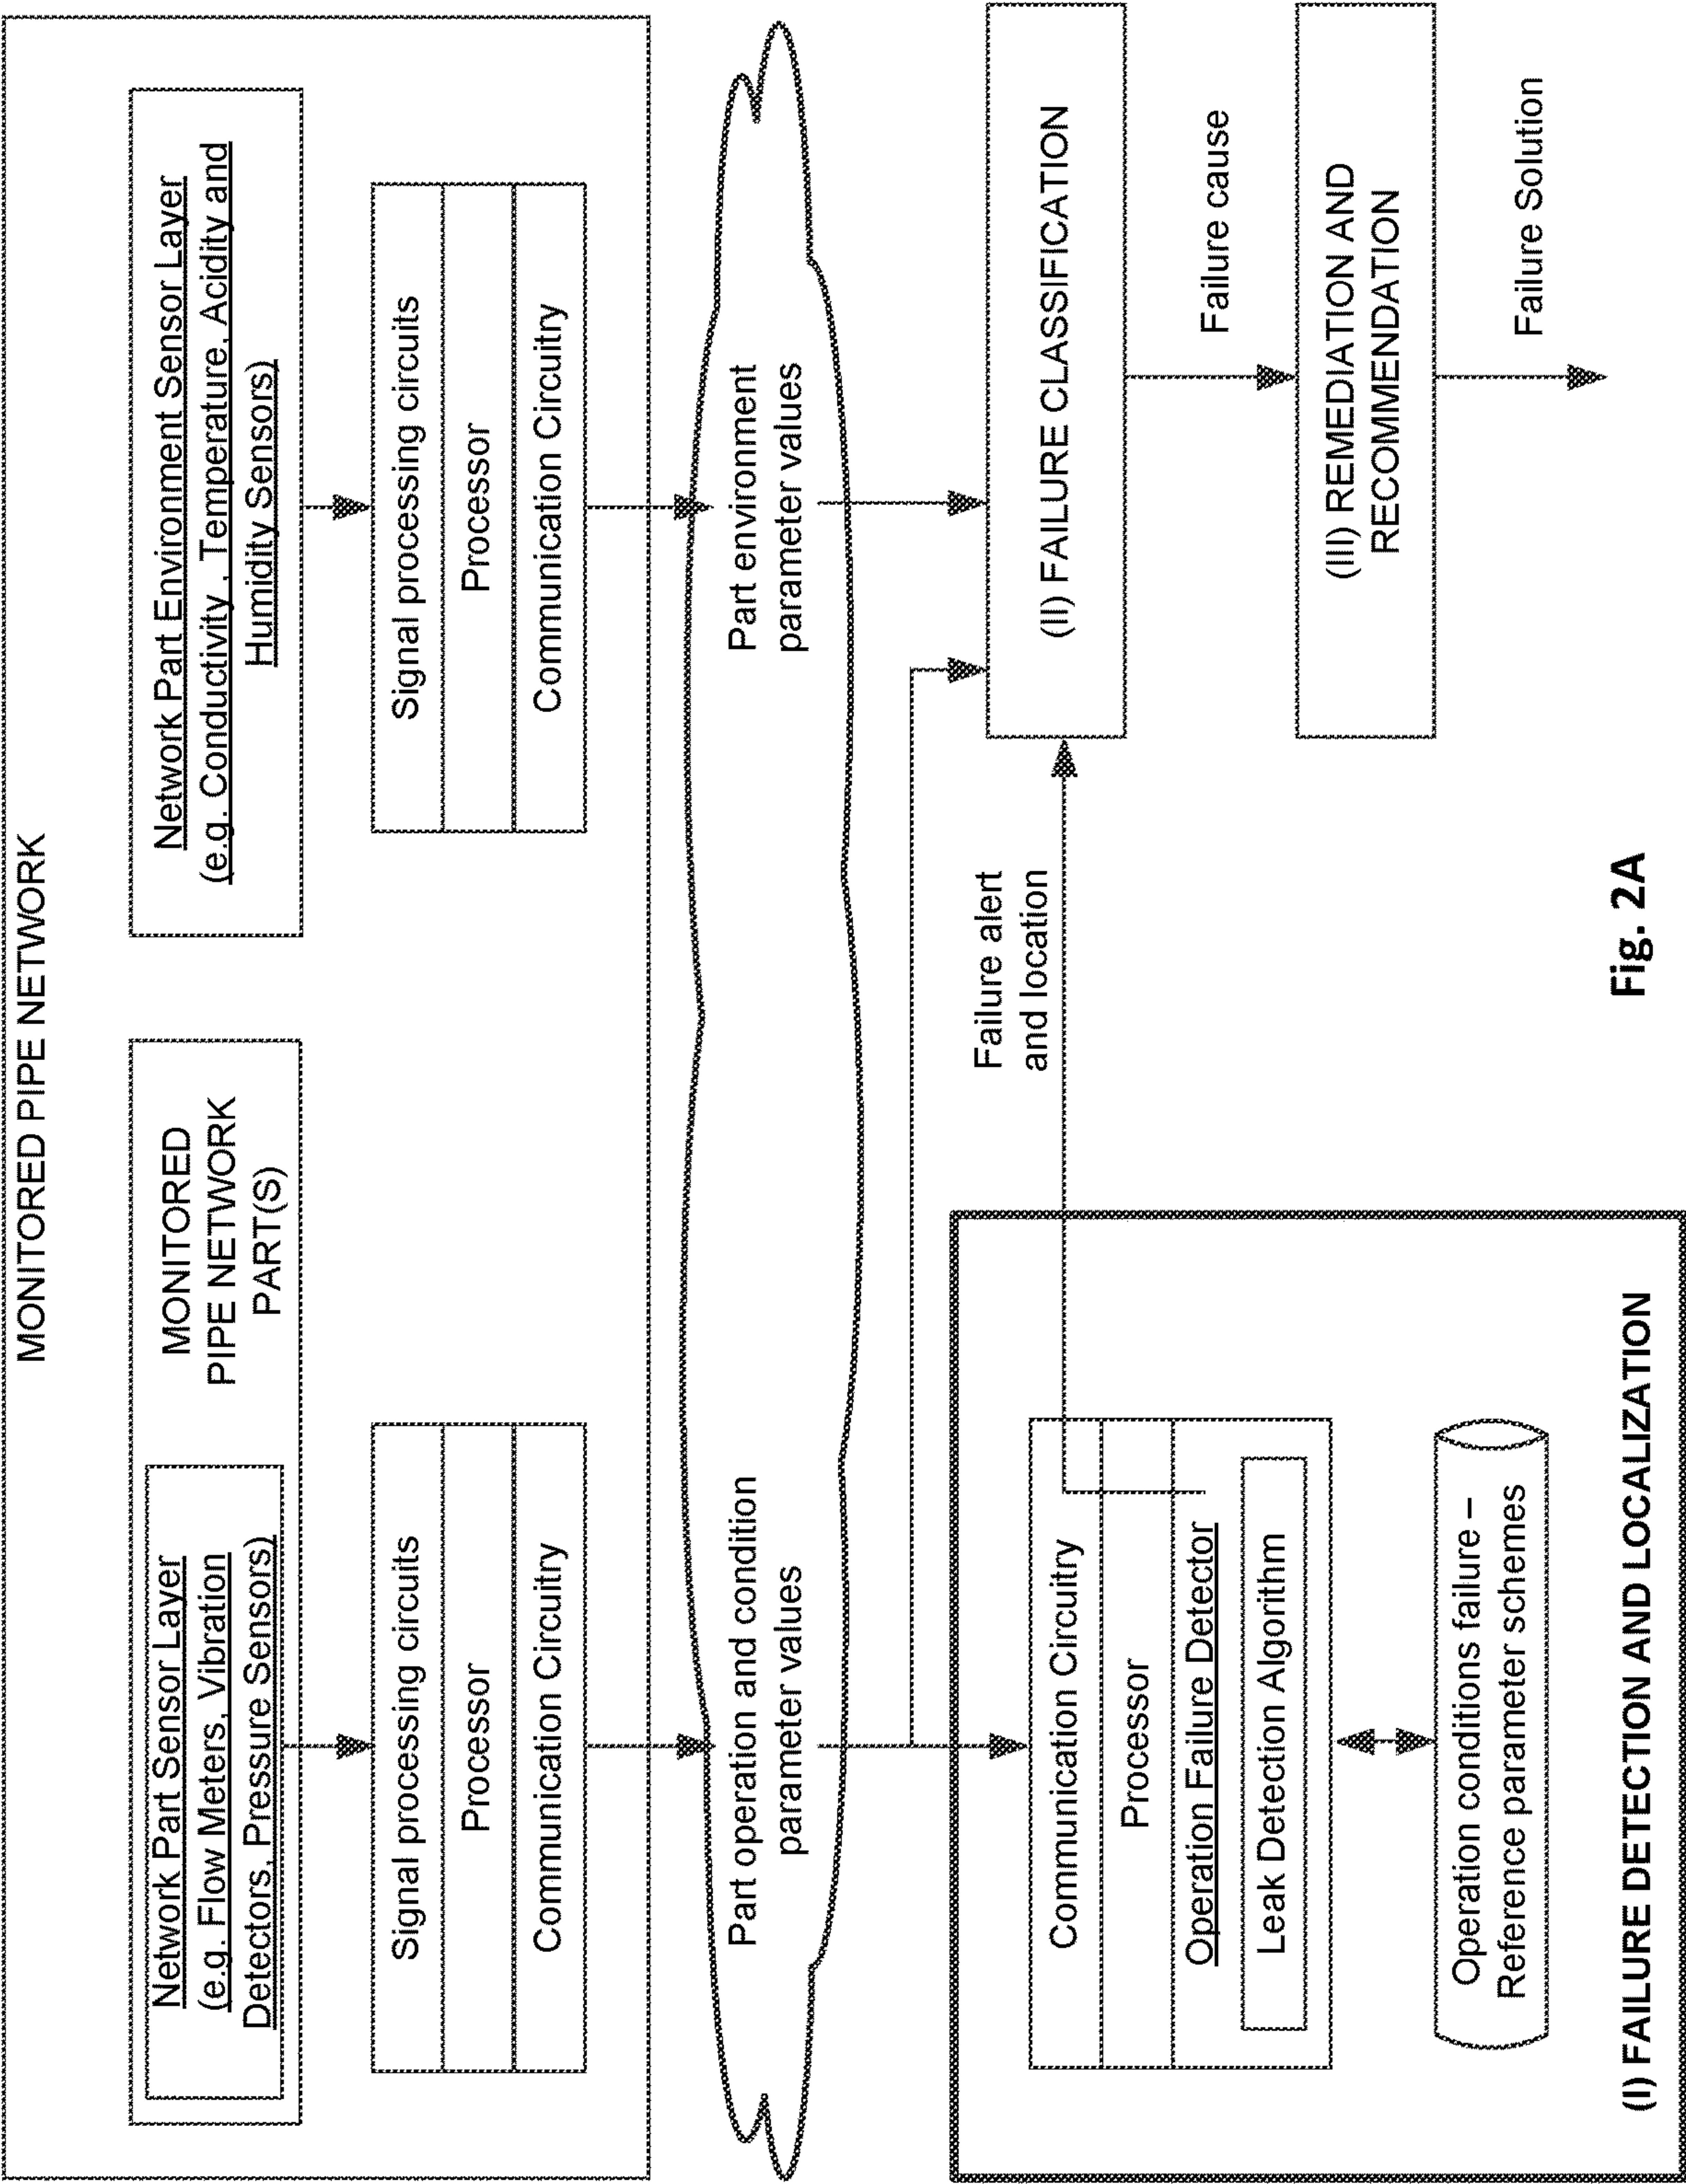 MONITORED PIPE NETWORK
Network Part Sensor Layer
(e.g. Flow Meters, Vibration
Detectors, Pressure Sensors)
MONITORED
PIPE NETWORK
PART(S)
Network Part Environment Sensor Layer
(e.g. Conductivity , Temperature, Acidity and
Humidity Sensors)
Signal processing circuits
Processor
Communication Circuitry
Signal processing circuits
Processor
Communication Circuitry
Part operation and condition
parameter values
Part environment
parameter values
Communication Circuitry
Processor
Operation Failure Detector
Leak Detection Algorithm
Operation conditions failure –
Reference parameter schemes
(I) FAILURE DETECTION AND LOCALIZATION
Failure alert
and location
(II) FAILURE CLASSIFICATION
Failure cause
(III) REMEDIATION AND
RECOMMENDATION
Failure Solution
Fig. 2A